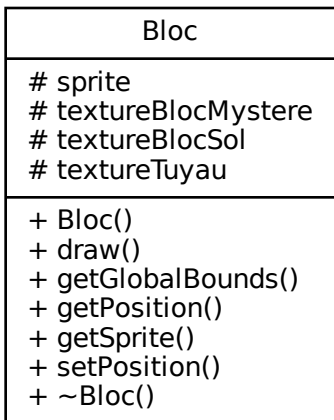 Bloc
# sprite
# textureBlocMystere
# textureBlocSol
# textureTuyau
+ Bloc()
+ draw()
+ getGlobalBounds()
+ getPosition()
+ getSprite()
+ setPosition()
+ ~Bloc()